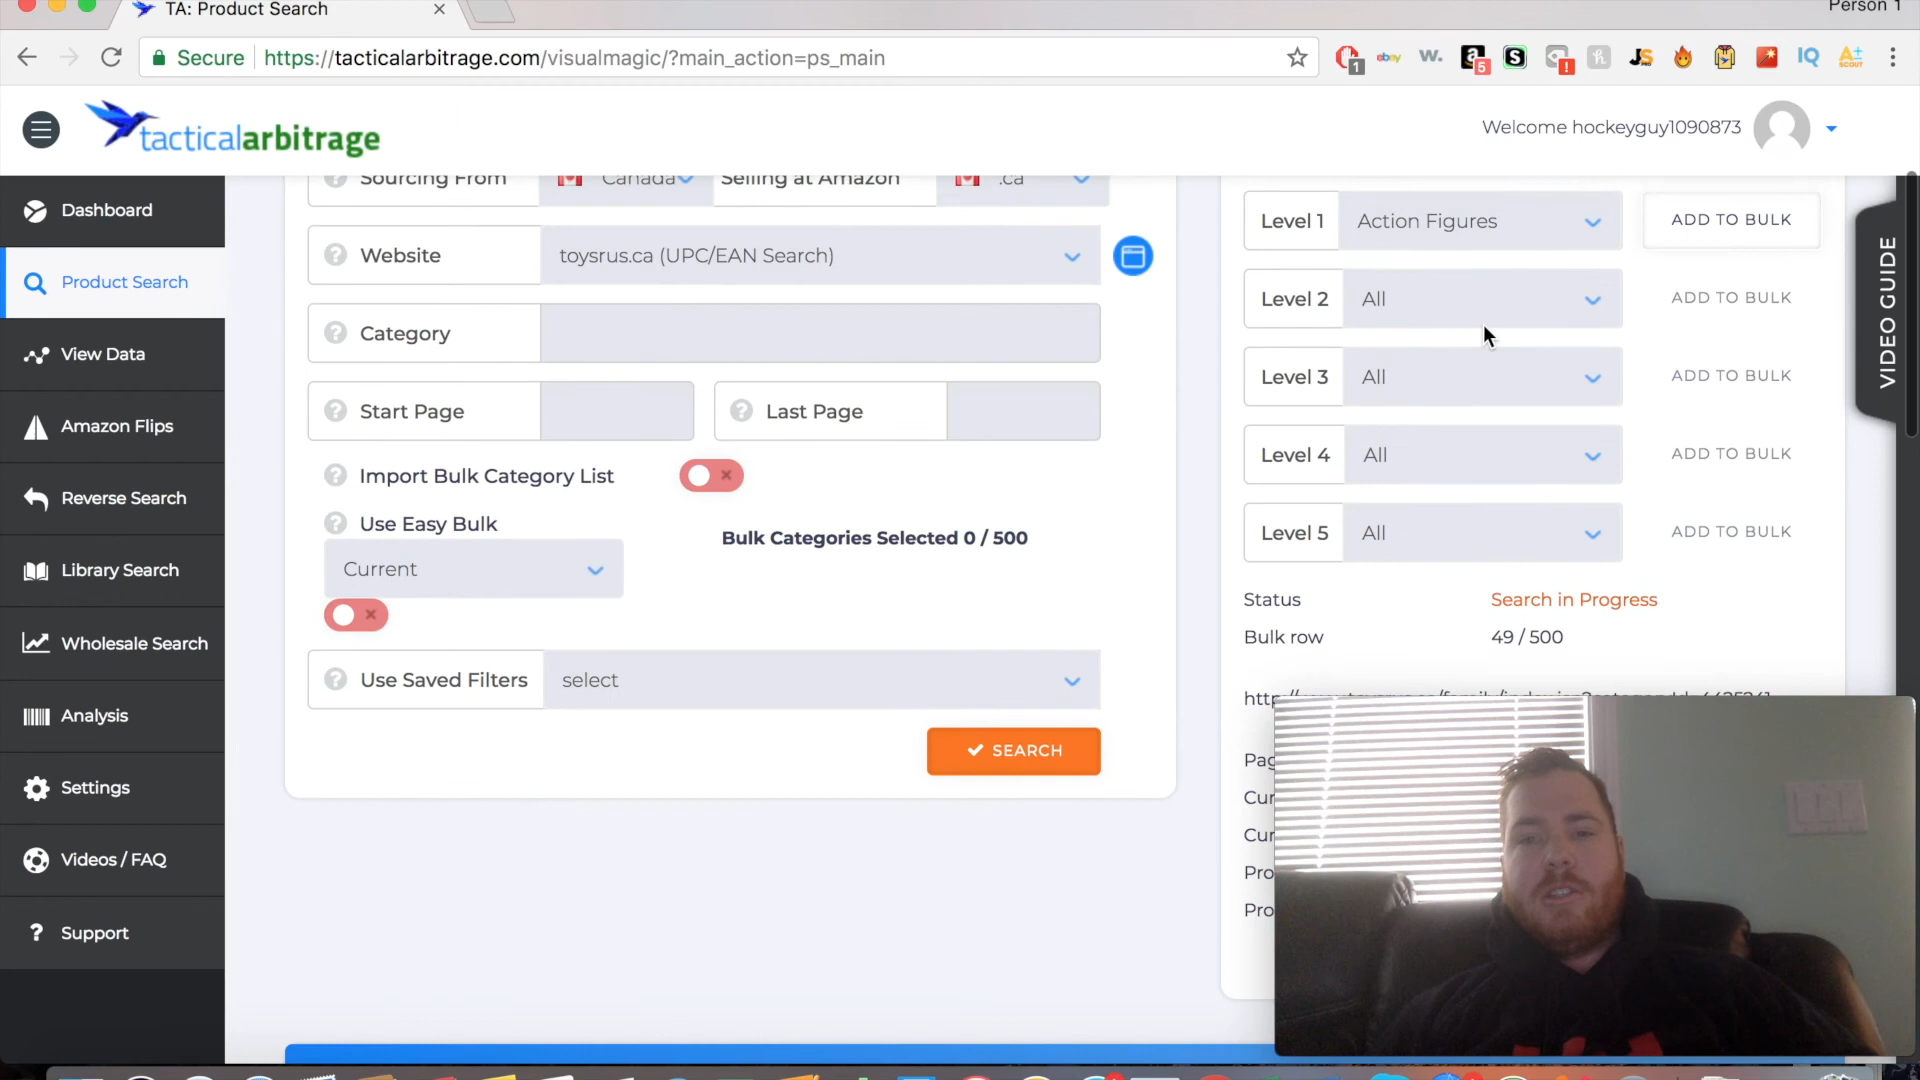 TA: Product Search
Person 1
Secure https://tacticalarbitrage.com/visualmagic/?main_action=ps_main
tacticalarbitrage
Welcome hockeyguy1090873
Dashboard
Product Search
View Data
Amazon Flips
Reverse Search
Library Search
Wholesale Search
Analysis
Settings
Videos / FAQ
Support
Sourcing From Canada Selling at Amazon .ca
Website toysrus.ca (UPC/EAN Search)
Category
Start Page Last Page
Import Bulk Category List
Use Easy Bulk
Current
Bulk Categories Selected 0 / 500
Use Saved Filters select
SEARCH
Level 1 Action Figures ADD TO BULK
Level 2 All ADD TO BULK
Level 3 All ADD TO BULK
Level 4 All ADD TO BULK
Level 5 All ADD TO BULK
Status Search in Progress
Bulk row 49 / 500
VIDEO GUIDE